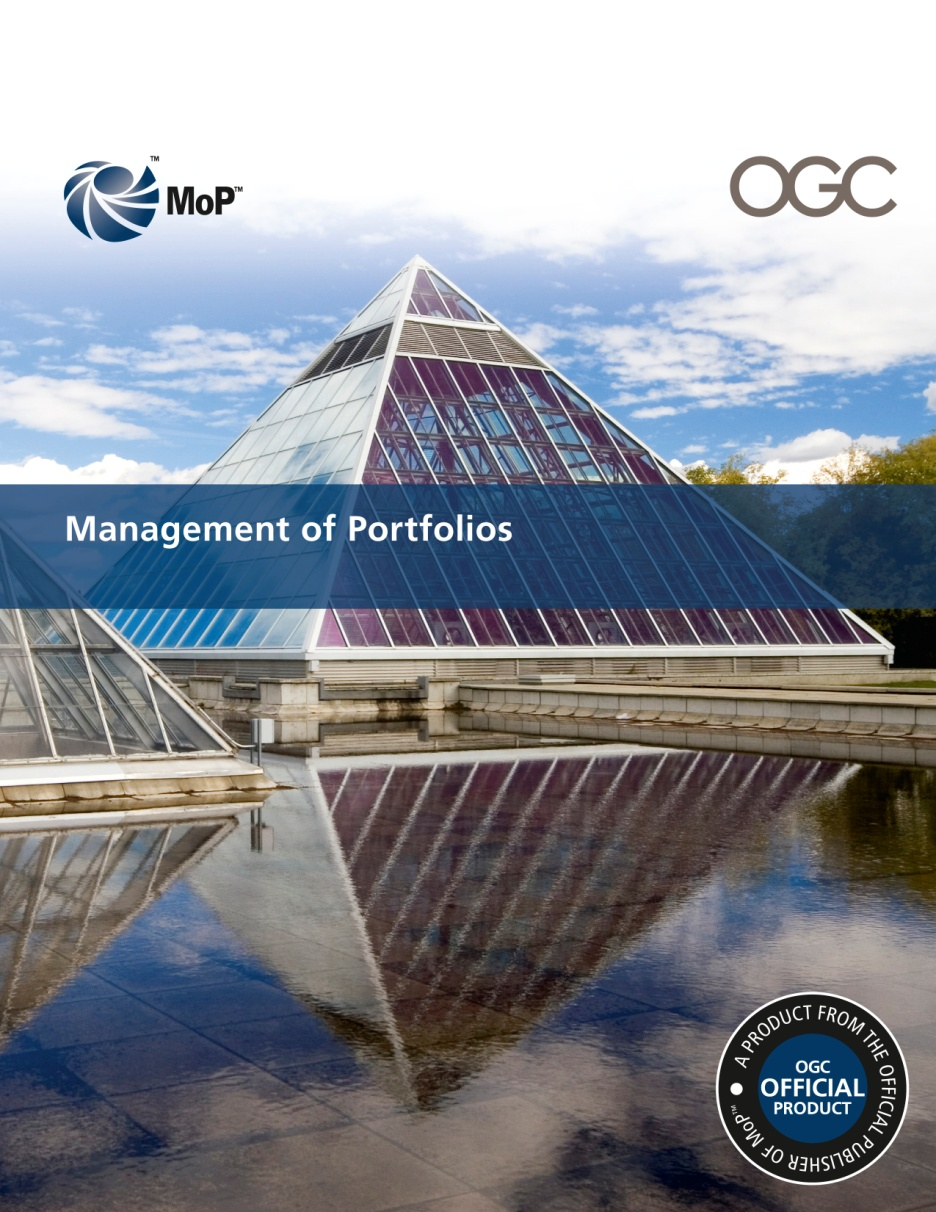 MoP™
OGC
Management of Portfolios
A PRODUCT FROM THE OFFICIAL PUBLISHER OF MoP™
OGC
OFFICIAL
PRODUCT